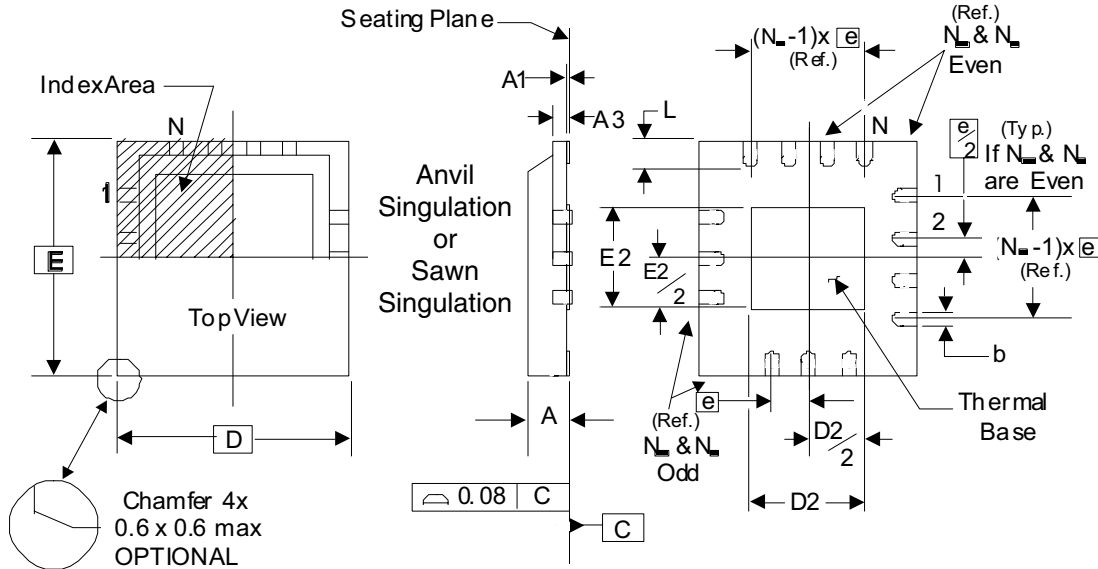 Seating Plane
IndexArea
N
1
E
TopView
D
Chamfer 4x
0.6 x 0.6 max
OPTIONAL
A1
A3
L
Anvil
Singulation
or
Sawn
Singulation
A
0.08 C
C
(N -1)x e
(Ref.)
(Ref.)
N & N
Even
N
e/2
(Typ.)
If N & N
are Even
1
2
(N -1)x e
(Ref.)
E2
E2/2
b
Thermal
Base
e
(Ref.)
N & N
Odd
D2/2
D2